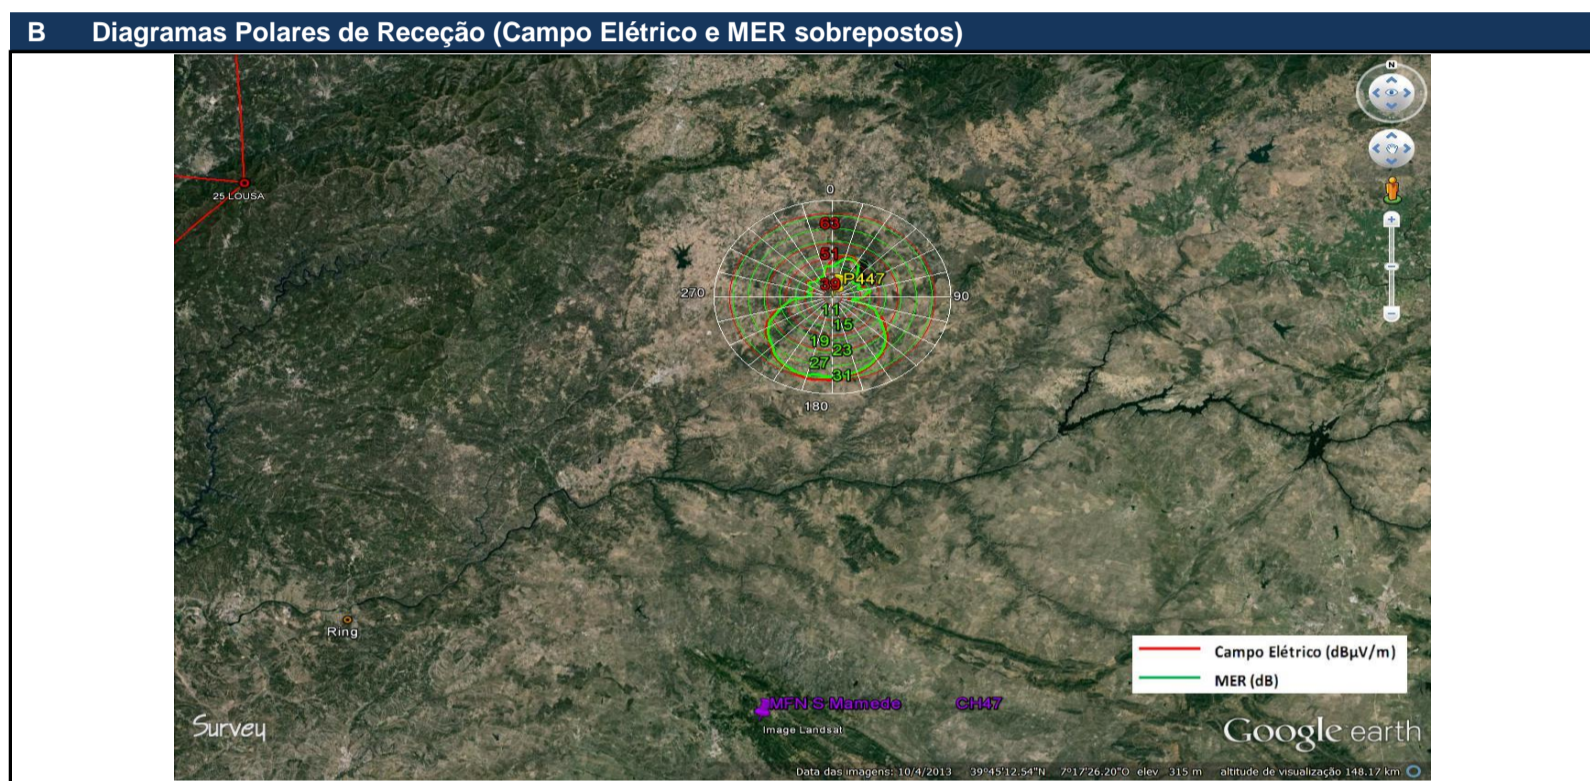 B Diagramas Polares de Receção (Campo Elétrico e MER sobrepostos)
N
25 LOUSA
0
63
51
P447
39
270
90
11
15
19
23
27
31
180
Ring
Campo Elétrico (dBµV/m)
MER (dB)
MFN S Mamede CH47
Survey
Image Landsat
Google earth
Data das imagens: 10/4/2013 39°45'12.54"N 7°17'26.20"O elev 315 m altitude de visualização 148.17 km